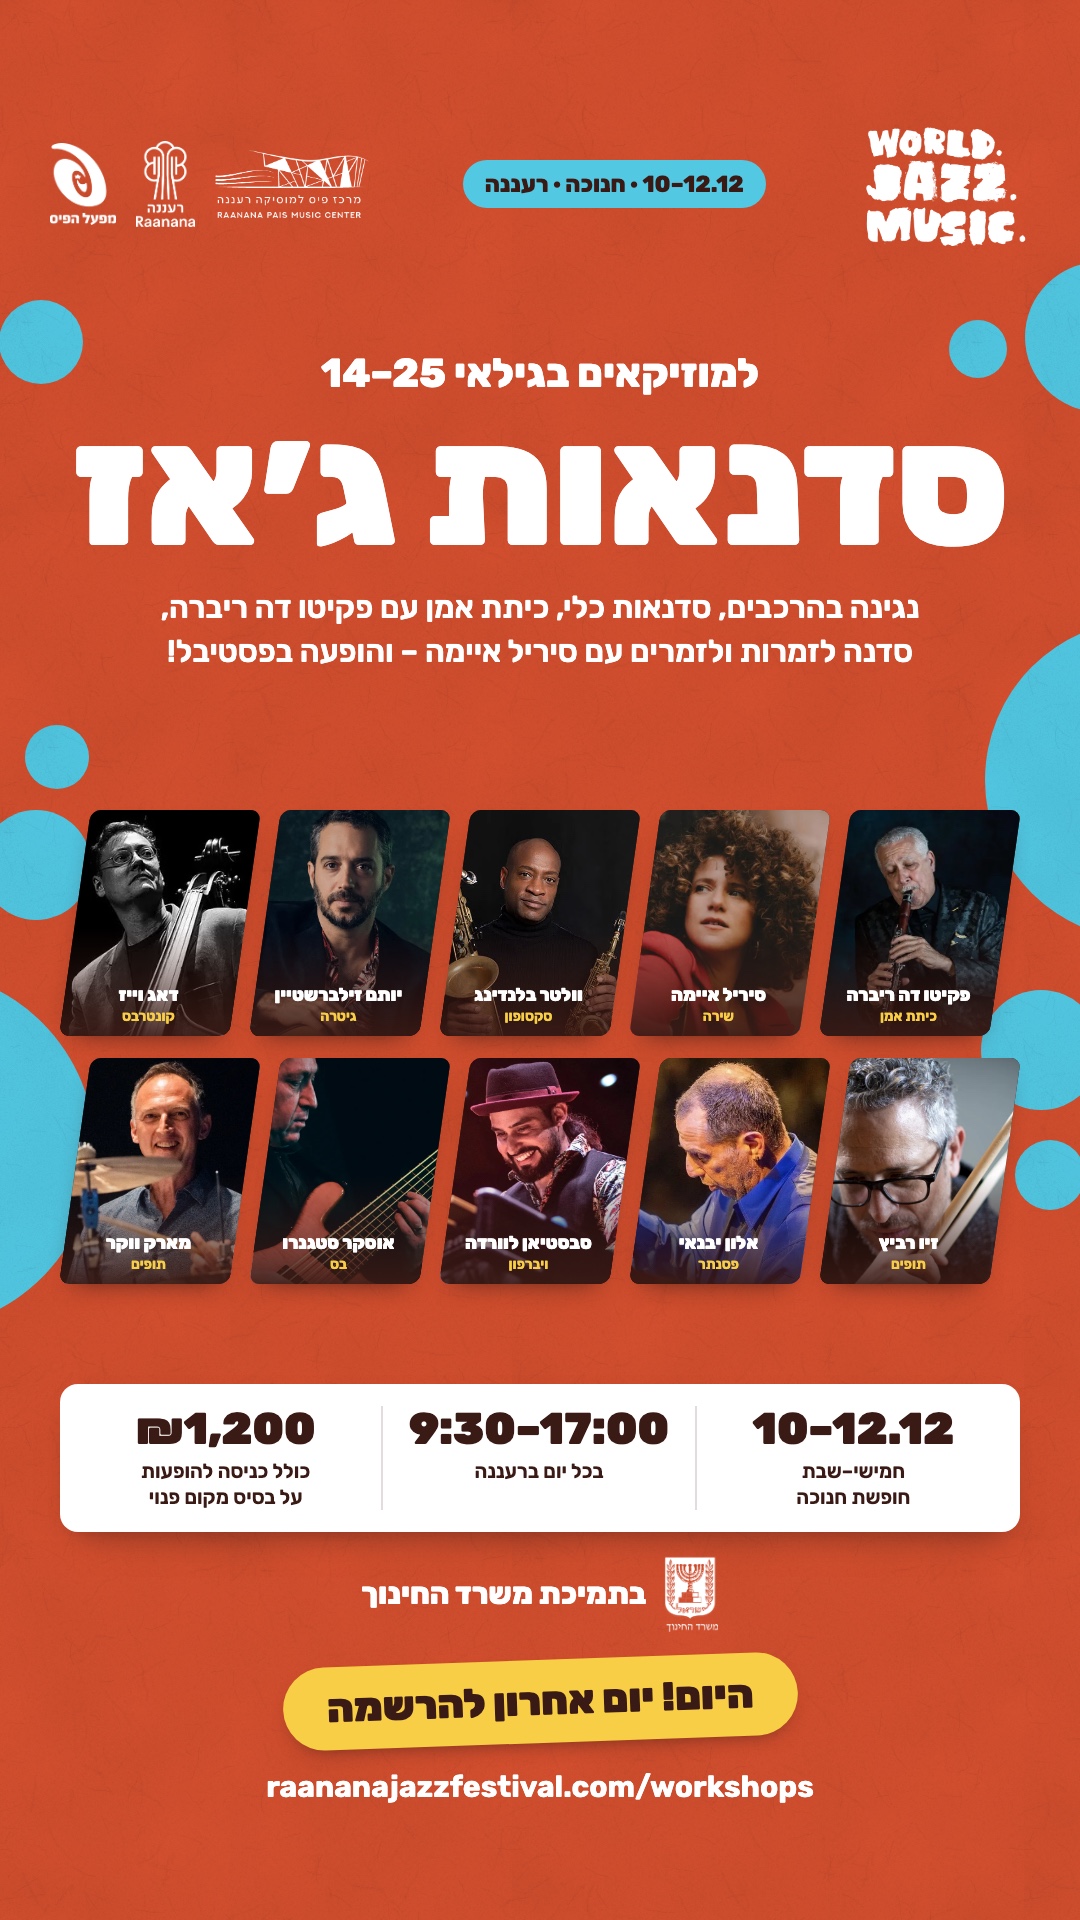 WORLD.
JAZZ.
MUSIC.
10-12.12 • חנוכה • רעננה
מרכז פיס למוסיקה רעננה
RAANANA PAIS MUSIC CENTER
רעננה
Raanana
מפעל הפיס
למוזיקאים בגילאי 14-25
סדנאות ג'אז
נגינה בהרכבים, סדנאות כלי, כיתת אמן עם פקיטו דה ריברה,
סדנה לזמרות ולזמרים עם סיריל איימה – והופעה בפסטיבל!
פקיטו דה ריברה
כיתת אמן
סיריל איימה
שירה
וולטר בלנדינג
סקסופון
יותם זילברשטיין
גיטרה
דאג וייז
קונטרבס
זיו רביץ
תופים
אלון יבנאי
פסנתר
סבסטיאן לוורדה
ויברפון
אוסקר סטגנרו
בס
מארק ווקר
תופים
10-12.12
חמישי-שבת
חופשת חנוכה
9:30-17:00
בכל יום ברעננה
₪1,200
כולל כניסה להופעות
על בסיס מקום פנוי
משרד החינוך
בתמיכת משרד החינוך
היום! יום אחרון להרשמה
raananajazzfestival.com/workshops